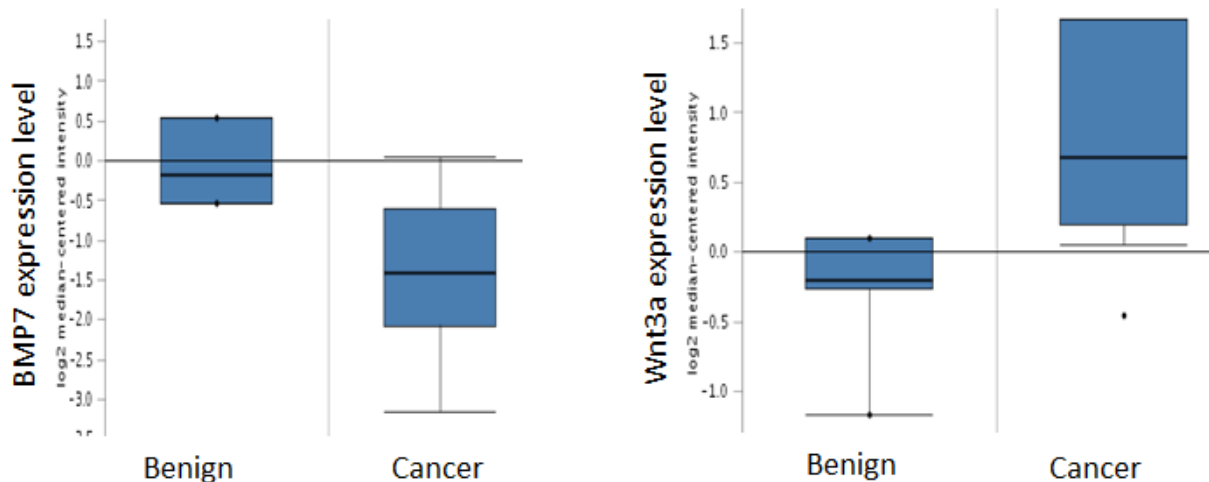 BMP7 expression level
log2 median-centered intensity
1.5
1.0
0.5
0.0
-0.5
-1.0
-1.5
-2.0
-2.5
-3.0
Benign
Cancer
Wnt3a expression level
log2 median-centered intensity
1.5
1.0
0.5
0.0
-0.5
-1.0
Benign
Cancer